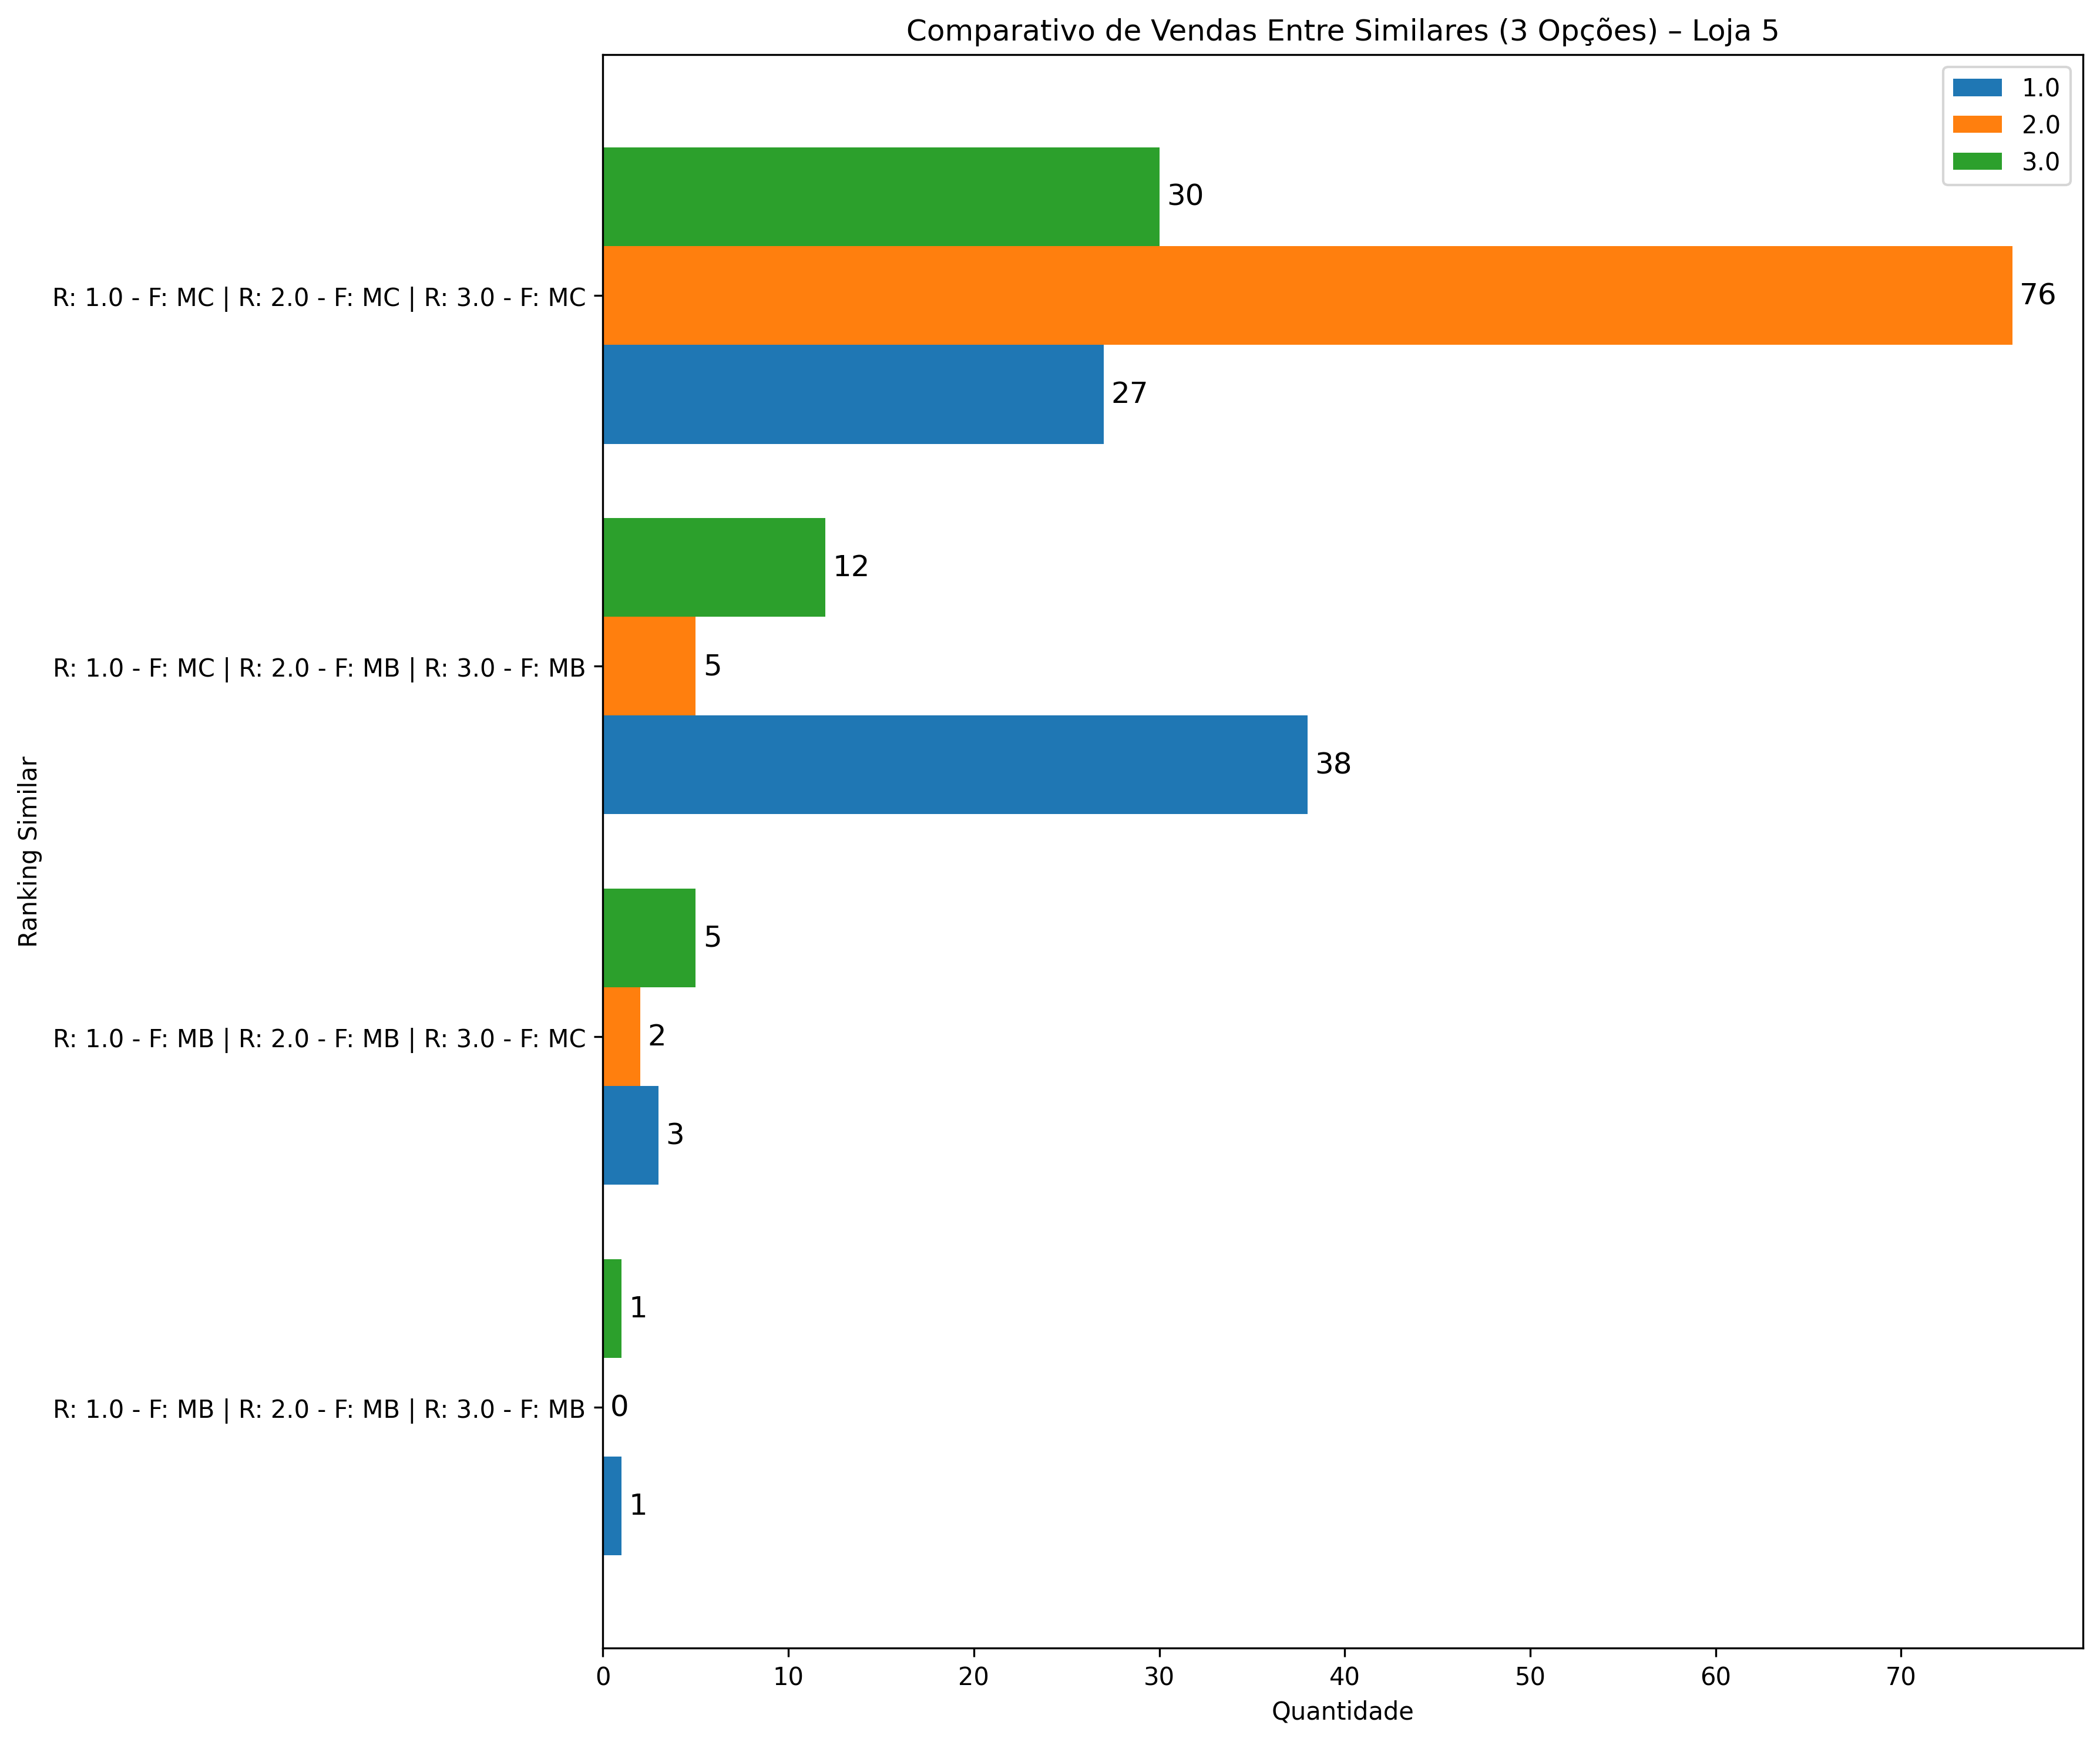 Comparativo de Vendas Entre Similares (3 Opções) – Loja 5
1.0
2.0
3.0
30
R: 1.0 - F: MC | R: 2.0 - F: MC | R: 3.0 - F: MC
76
27
12
R: 1.0 - F: MC | R: 2.0 - F: MB | R: 3.0 - F: MB
5
38
Ranking Similar
5
R: 1.0 - F: MB | R: 2.0 - F: MB | R: 3.0 - F: MC
2
3
1
R: 1.0 - F: MB | R: 2.0 - F: MB | R: 3.0 - F: MB
0
1
0 10 20 30 40 50 60 70
Quantidade